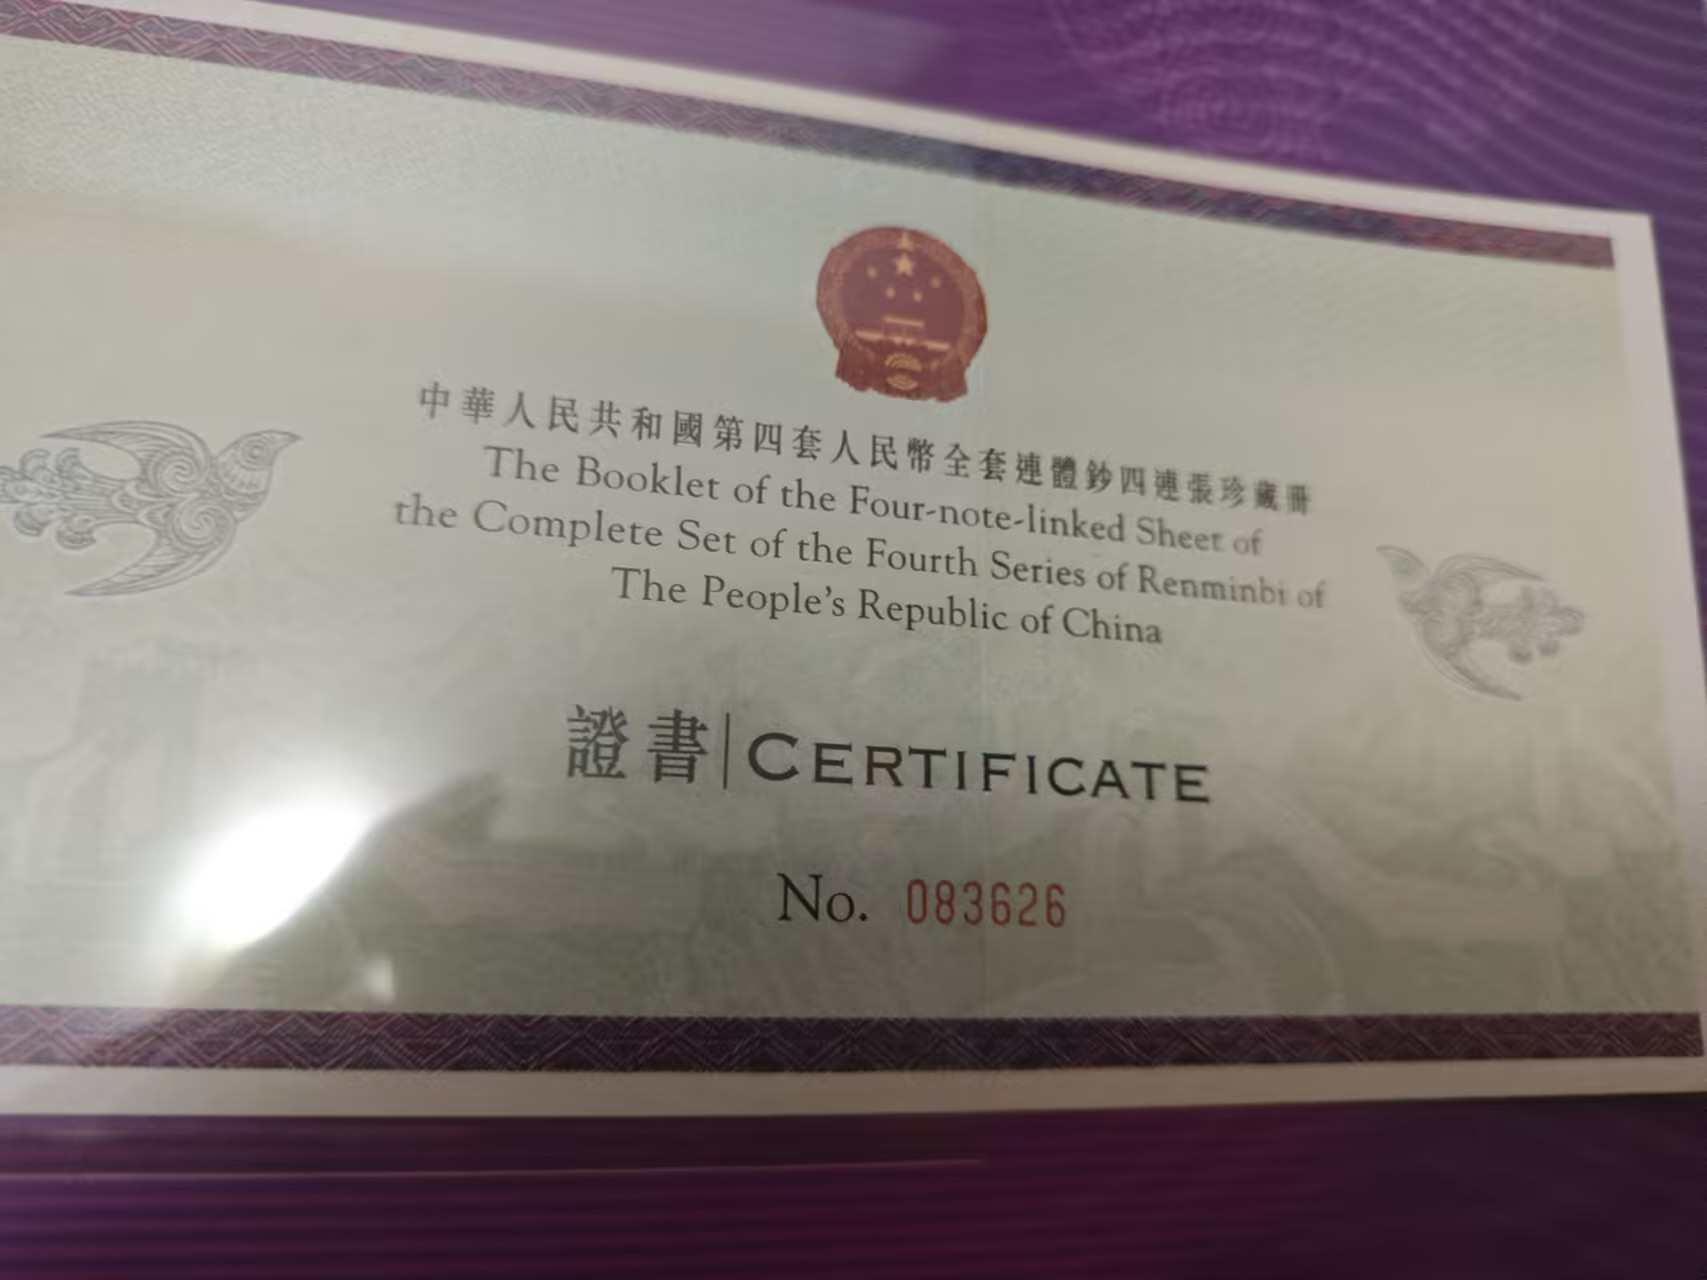 中華人民共和國第四套人民幣全套連體鈔四連張珍藏冊
The Booklet of the Four-note-linked Sheet of
the Complete Set of the Fourth Series of Renminbi of
The People's Republic of China
證書|CERTIFICATE
No. 083626